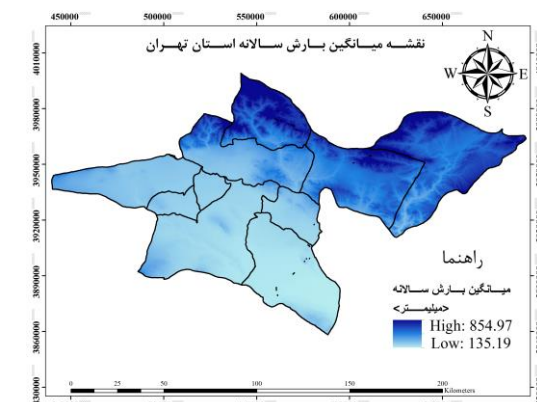 450000 500000 550000 600000 650000
نقشه میانگین بارش سالانه استان تهران
N
W E
S
4010000
3980000
3950000
3920000
3890000
3860000
راهنما
میانگین بارش سالانه
<میلیمتر>
High: 854.97
Low: 135.19
0 25 50 100 150 200
Kilometers